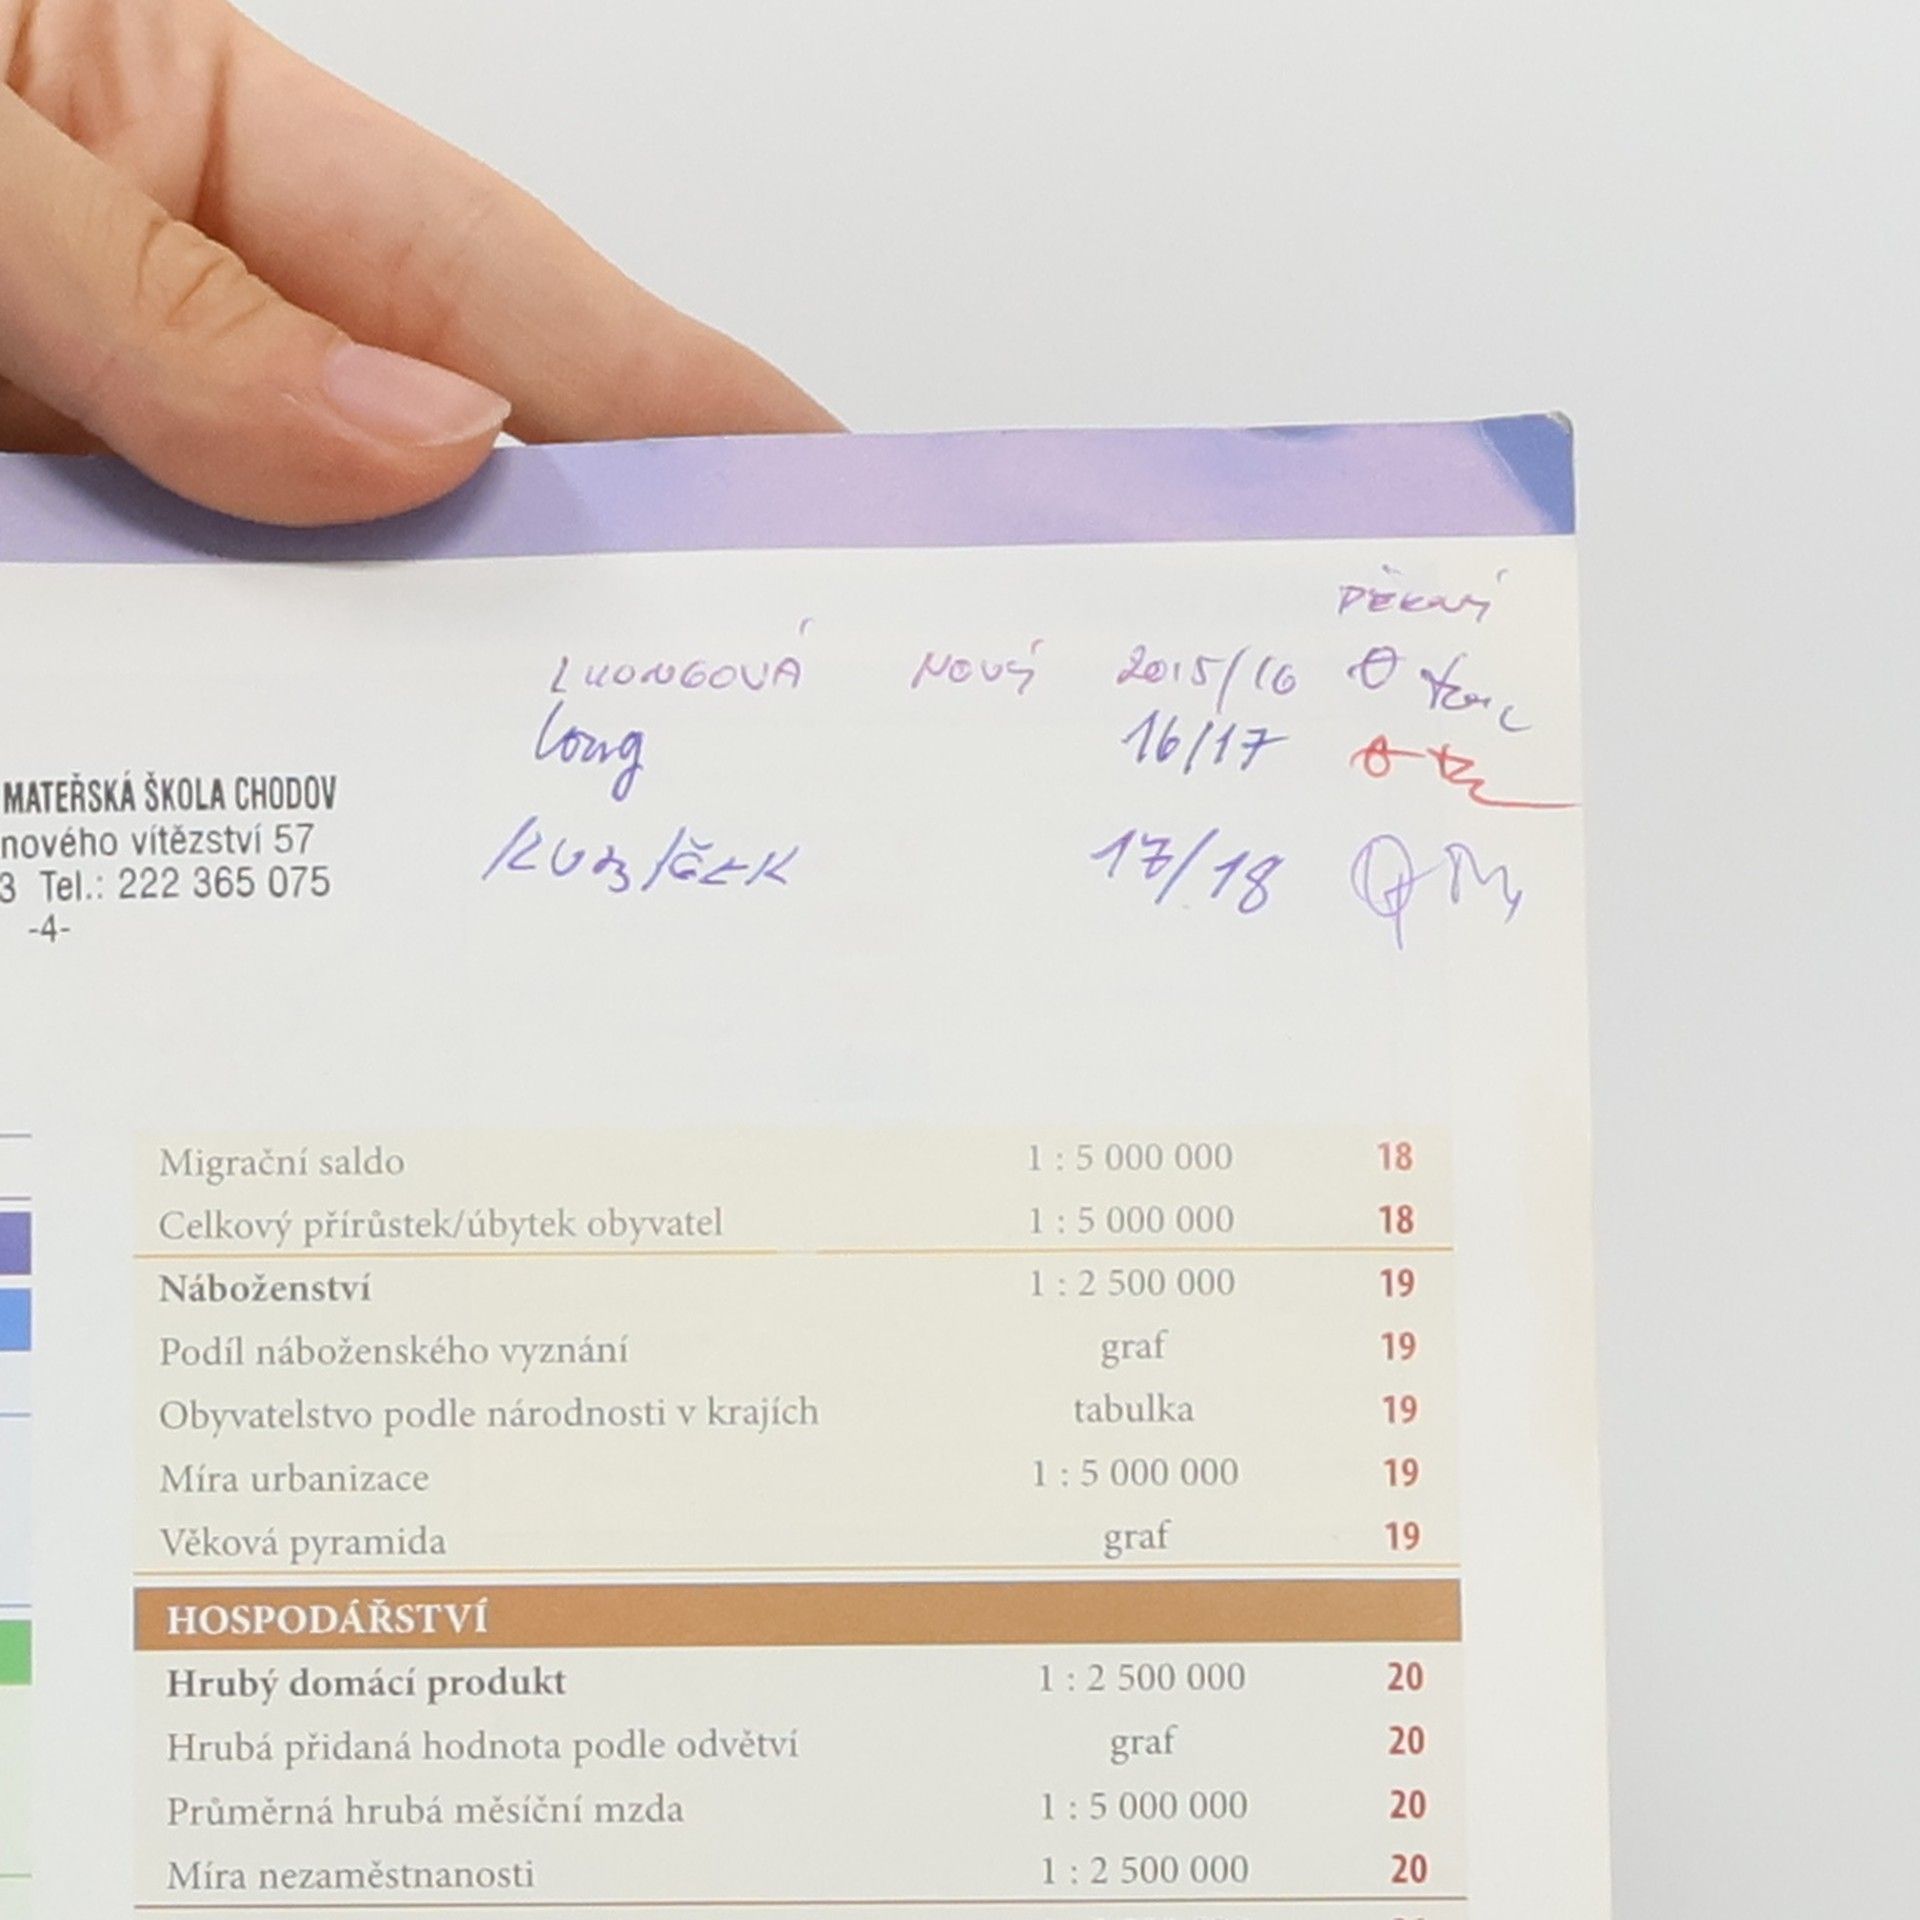 PĚKNÝ
LUONGOVÁ NOVÝ 2015/16
Long 16/17
KUBÍČEK 17/18
MATEŘSKÁ ŠKOLA CHODOV
nového vítězství 57
3 Tel.: 222 365 075
-4-
Migrační saldo 1 : 5 000 000 18
Celkový přírůstek/úbytek obyvatel 1 : 5 000 000 18
Náboženství 1 : 2 500 000 19
Podíl náboženského vyznání graf 19
Obyvatelstvo podle národnosti v krajích tabulka 19
Míra urbanizace 1 : 5 000 000 19
Věková pyramida graf 19
HOSPODÁŘSTVÍ
Hrubý domácí produkt 1 : 2 500 000 20
Hrubá přidaná hodnota podle odvětví graf 20
Průměrná hrubá měsíční mzda 1 : 5 000 000 20
Míra nezaměstnanosti 1 : 2 500 000 20